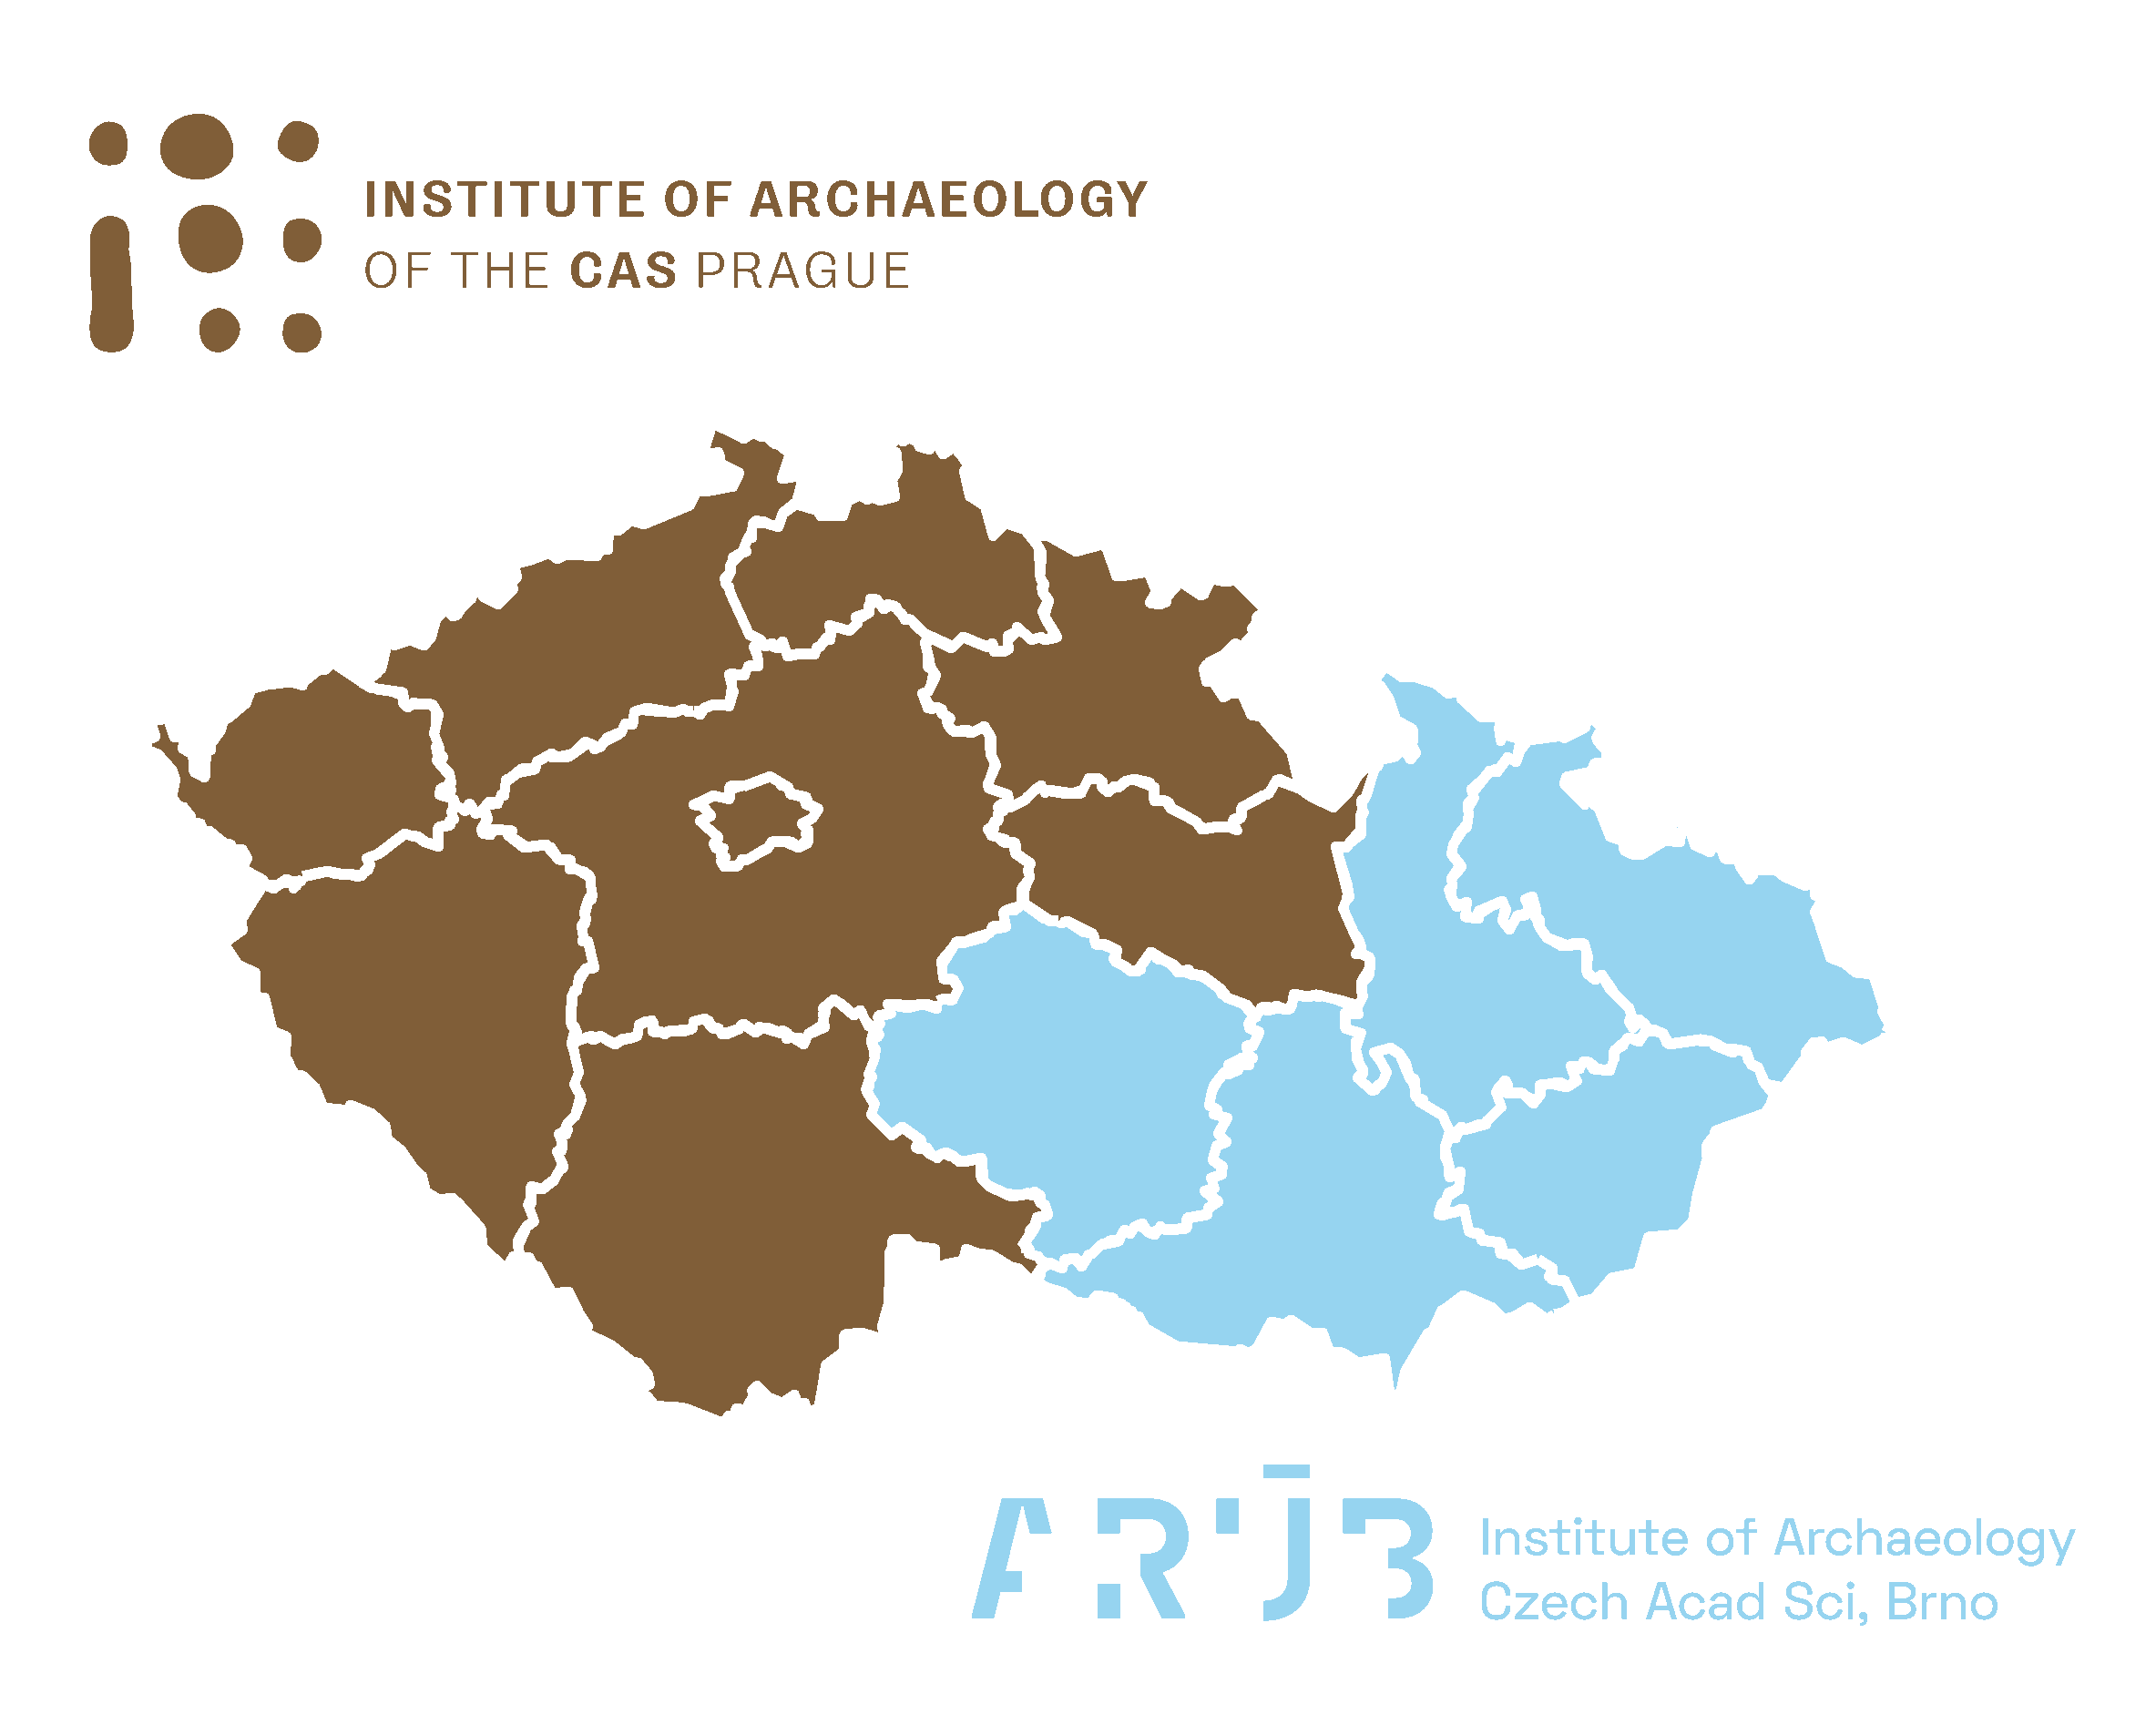 INSTITUTE OF ARCHAEOLOGY
OF THE CAS PRAGUE
ARÚB
Institute of Archaeology
Czech Acad Sci, Brno